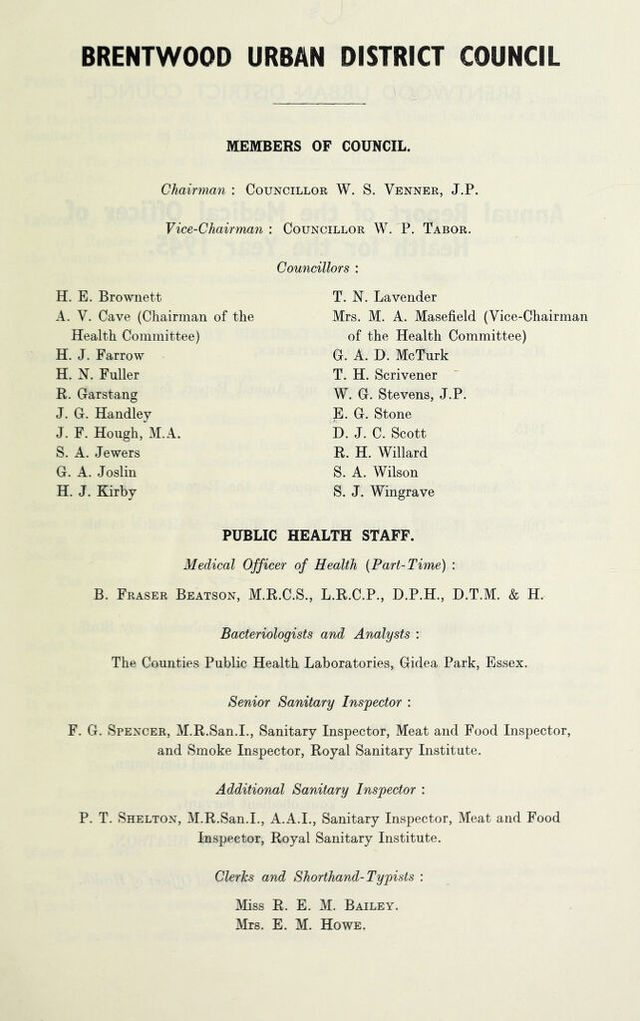 BRENTWOOD URBAN DISTRICT COUNCIL
MEMBERS OF COUNCIL.
Chairman : COUNCILLOR W. S. VENNER, J.P.
Vice-Chairman : COUNCILLOR W. P. TABOR.
Councillors :
H. E. Brownett
A. V. Cave (Chairman of the
Health Committee)
H. J. Farrow
H. N. Fuller
R. Garstang
J. G. Handley
J. F. Hough, M.A.
S. A. Jewers
G. A. Joslin
H. J. Kirby
T. N. Lavender
Mrs. M. A. Masefield (Vice-Chairman
of the Health Committee)
G. A. D. McTurk
T. H. Scrivener
W. G. Stevens, J.P.
E. G. Stone
D. J. C. Scott
R. H. Willard
S. A. Wilson
S. J. Wingrave
PUBLIC HEALTH STAFF.
Medical Officer of Health (Part-Time) :
B. FRASER BEATSON, M.R.C.S., L.R.C.P., D.P.H., D.T.M. & H.
Bacteriologists and Analysts :
The Counties Public Health Laboratories, Gidea Park, Essex.
Senior Sanitary Inspector :
F. G. SPENCER, M.R.San.I., Sanitary Inspector, Meat and Food Inspector,
and Smoke Inspector, Royal Sanitary Institute.
Additional Sanitary Inspector :
P. T. SHELTON, M.R.San.I., A.A.I., Sanitary Inspector, Meat and Food
Inspector, Royal Sanitary Institute.
Clerks and Shorthand-Typists :
Miss R. E. M. BAILEY.
Mrs. E. M. HOWE.